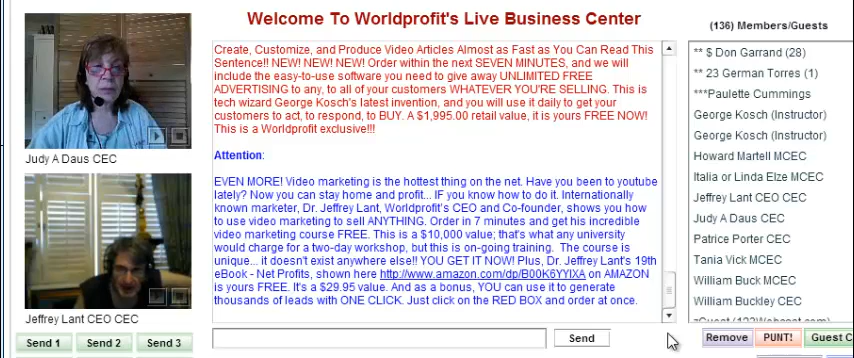 Welcome To Worldprofit's Live Business Center
(136) Members/Guests
Judy A Daus CEC
Jeffrey Lant CEO CEC
Send 1
Send 2
Send 3
Create, Customize, and Produce Video Articles Almost as Fast as You Can Read This
Sentence!! NEW! NEW! NEW! Order within the next SEVEN MINUTES, and we will
include the easy-to-use software you need to give away UNLIMITED FREE
ADVERTISING to any, to all of your customers WHATEVER YOU'RE SELLING. This is
tech wizard George Kosch's latest invention, and you will use it daily to get your
customers to act, to respond, to BUY. A $1,995.00 retail value, it is yours FREE NOW!
This is a Worldprofit exclusive!!!
Attention:
EVEN MORE! Video marketing is the hottest thing on the net. Have you been to youtube
lately? Now you can stay home and profit... IF you know how to do it. Internationally
known marketer, Dr. Jeffrey Lant, Worldprofit's CEO and Co-founder, shows you how
to use video marketing to sell ANYTHING. Order in 7 minutes and get his incredible
video marketing course FREE. This is a $10,000 value; that's what any university
would charge for a two-day workshop, but this is on-going training. The course is
unique... it doesn't exist anywhere else!! YOU GET IT NOW! Plus, Dr. Jeffrey Lant's 19th
eBook - Net Profits, shown here http://www.amazon.com/dp/B00K6YYIXA on AMAZON
is yours FREE. It's $29.95 value. And as a bonus, YOU can use it to generate
thousands of leads with ONE CLICK. Just click on the RED BOX and order at once.
Send
** $ Don Garrand (28)
** 23 German Torres (1)
***Paulette Cummings
George Kosch (Instructor)
George Kosch (Instructor)
Howard Martell MCEC
Italia or Linda Elze MCEC
Jeffrey Lant CEO CEC
Judy A Daus CEC
Patrice Porter CEC
Tania Vick MCEC
William Buck MCEC
William Buckley CEC
Remove
PUNT!
Guest C